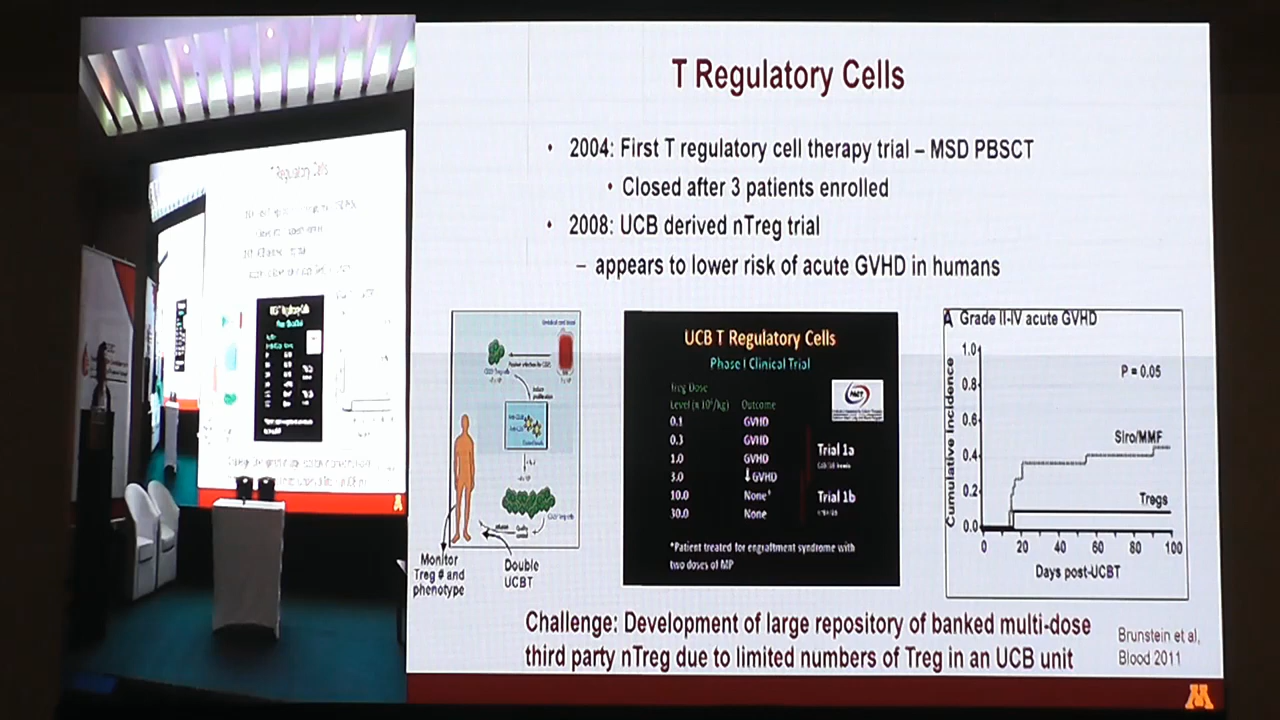 T Regulatory Cells
• 2004: First T regulatory cell therapy trial – MSD PBSCT
• Closed after 3 patients enrolled
• 2008: UCB derived nTreg trial
– appears to lower risk of acute GVHD in humans
Monitor
Treg # and
phenotype
Double
UCBT
UCB T Regulatory Cells
Phase I Clinical Trial
Treg Dose
Level (x 10⁵/kg) Outcome
0.1 GVHD
0.3 GVHD
1.0 GVHD
3.0 ↓GVHD
10.0 None*
30.0 None
Trial 1a
Trial 1b
*Patient treated for engraftment syndrome with
two doses of MP
A Grade II-IV acute GVHD
Cumulative Incidence
1.0
0.8
0.6
0.4
0.2
0.0
P = 0.05
Siro/MMF
Tregs
0 20 40 60 80 100
Days post-UCBT
Challenge: Development of large repository of banked multi-dose
third party nTreg due to limited numbers of Treg in an UCB unit
Brunstein et al,
Blood 2011
M